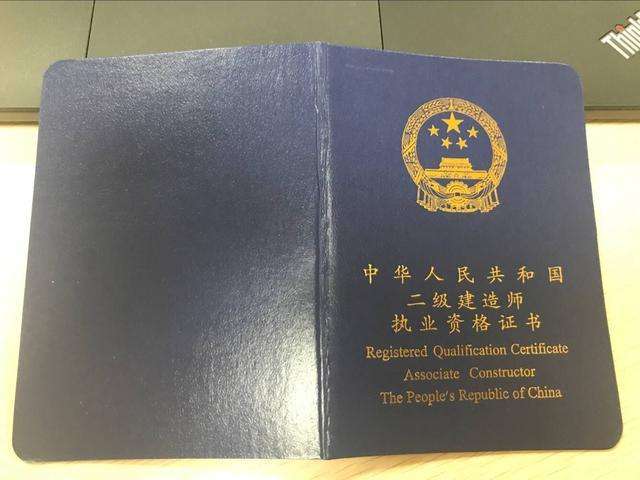 Think
中华人民共和国
二级建造师
执业资格证书
Registered Qualification Certificate
Associate Constructor
The People's Republic of China